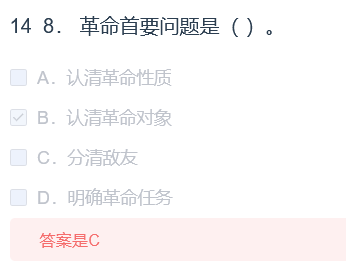 14 8. 革命首要问题是（ ）。
A. 认清革命性质
B. 认清革命对象
C. 分清敌友
D. 明确革命任务
答案是C